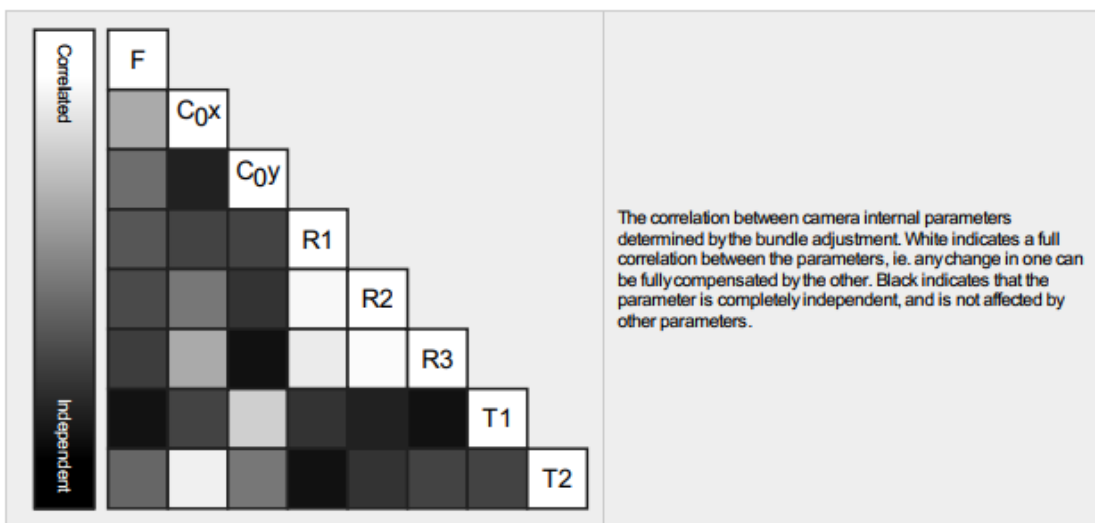 Correlated
Independent
F
C0x
C0y
R1
R2
R3
T1
T2
The correlation between camera internal parameters
determined by the bundle adjustment. White indicates a full
correlation between the parameters, ie. any change in one can
be fully compensated by the other. Black indicates that the
parameter is completely independent, and is not affected by
other parameters.